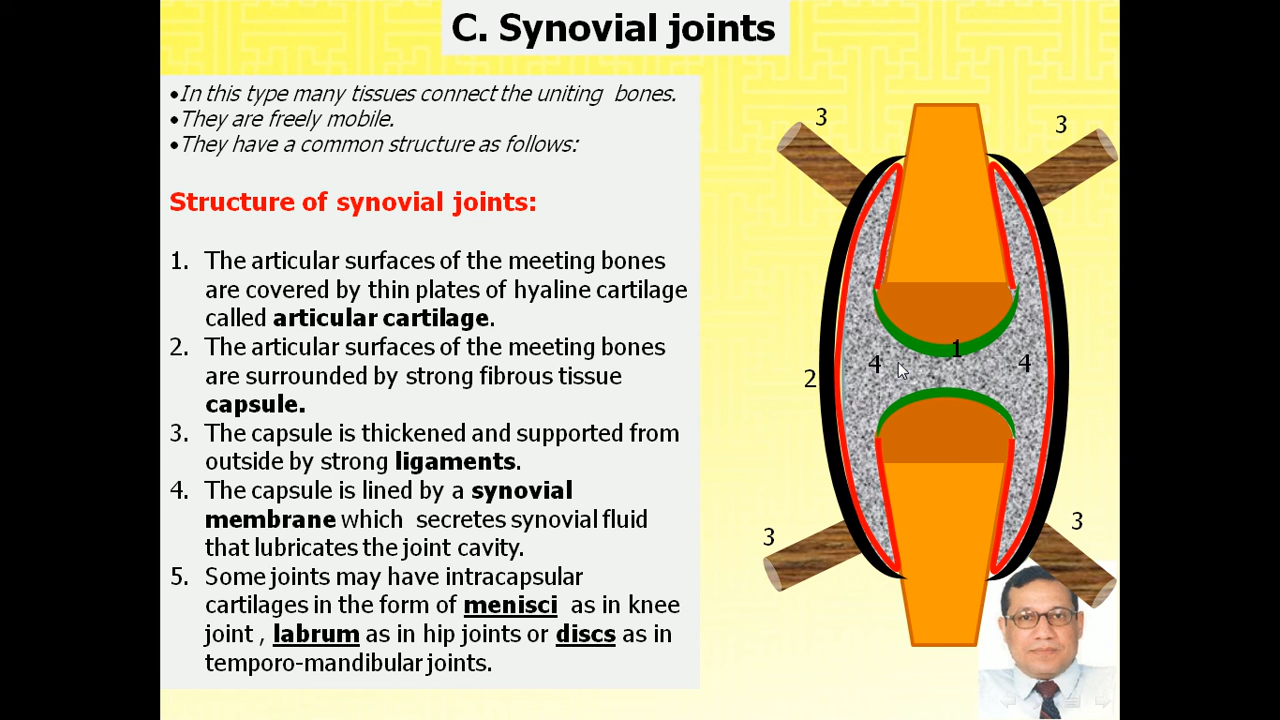 C. Synovial joints
•In this type many tissues connect the uniting bones.
•They are freely mobile.
•They have a common structure as follows:
Structure of synovial joints:
1. The articular surfaces of the meeting bones
are covered by thin plates of hyaline cartilage
called articular cartilage.
2. The articular surfaces of the meeting bones
are surrounded by strong fibrous tissue
capsule.
3. The capsule is thickened and supported from
outside by strong ligaments.
4. The capsule is lined by a synovial
membrane which secretes synovial fluid
that lubricates the joint cavity.
5. Some joints may have intracapsular
cartilages in the form of menisci as in knee
joint , labrum as in hip joints or discs as in
temporo-mandibular joints.
3
3
1
4
4
2
3
3